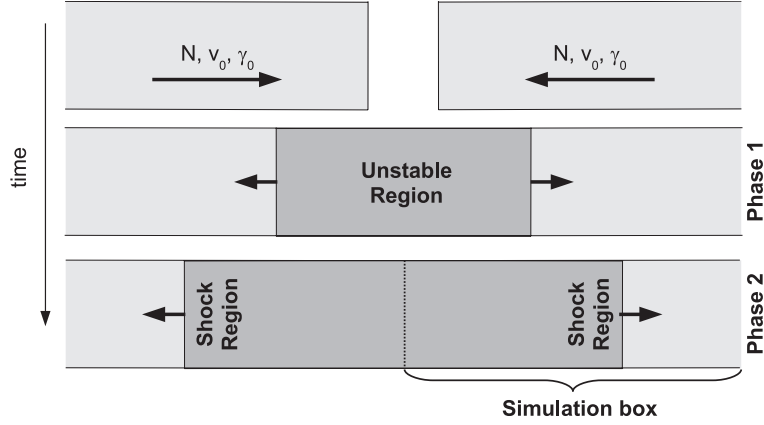 N, v₀, γ₀
N, v₀, γ₀
time
Unstable
Region
Phase 1
Shock
Region
Shock
Region
Phase 2
Simulation box